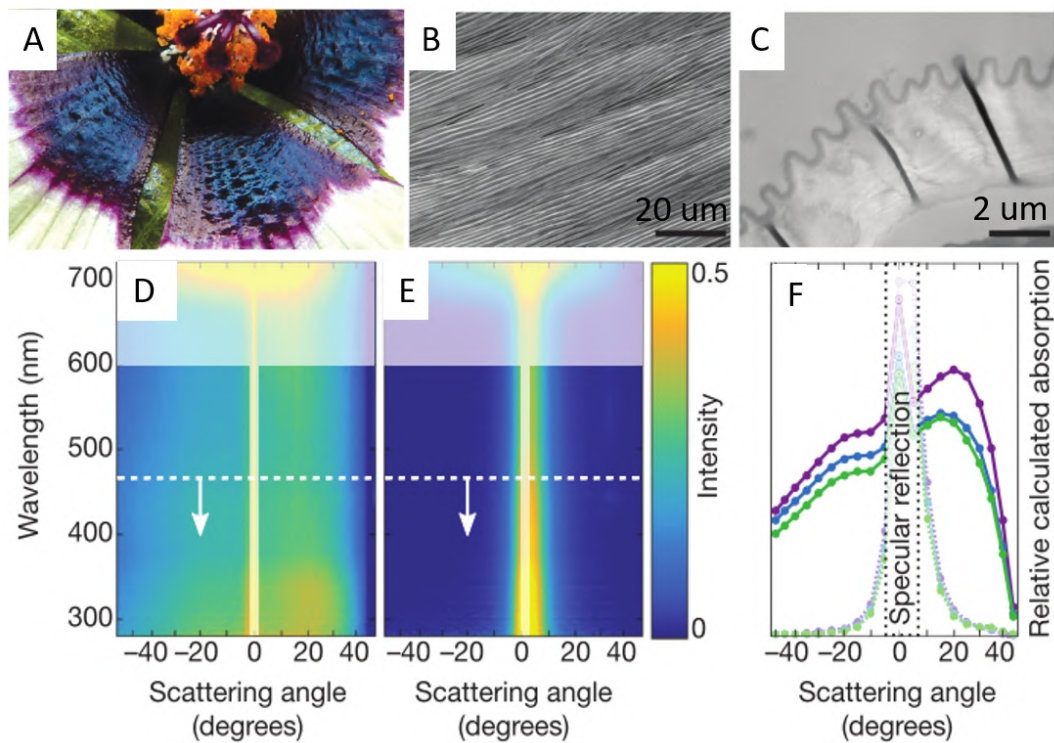 A
B
C
20 um
2 um
D
E
F
700
600
500
400
300
Wavelength (nm)
−40 −20 0 20 40
Scattering angle
(degrees)
−40 −20 0 20 40
Scattering angle
(degrees)
0.5
Intensity
0
Specular reflection
Relative calculated absorption
−40 −20 0 20 40
Scattering angle
(degrees)